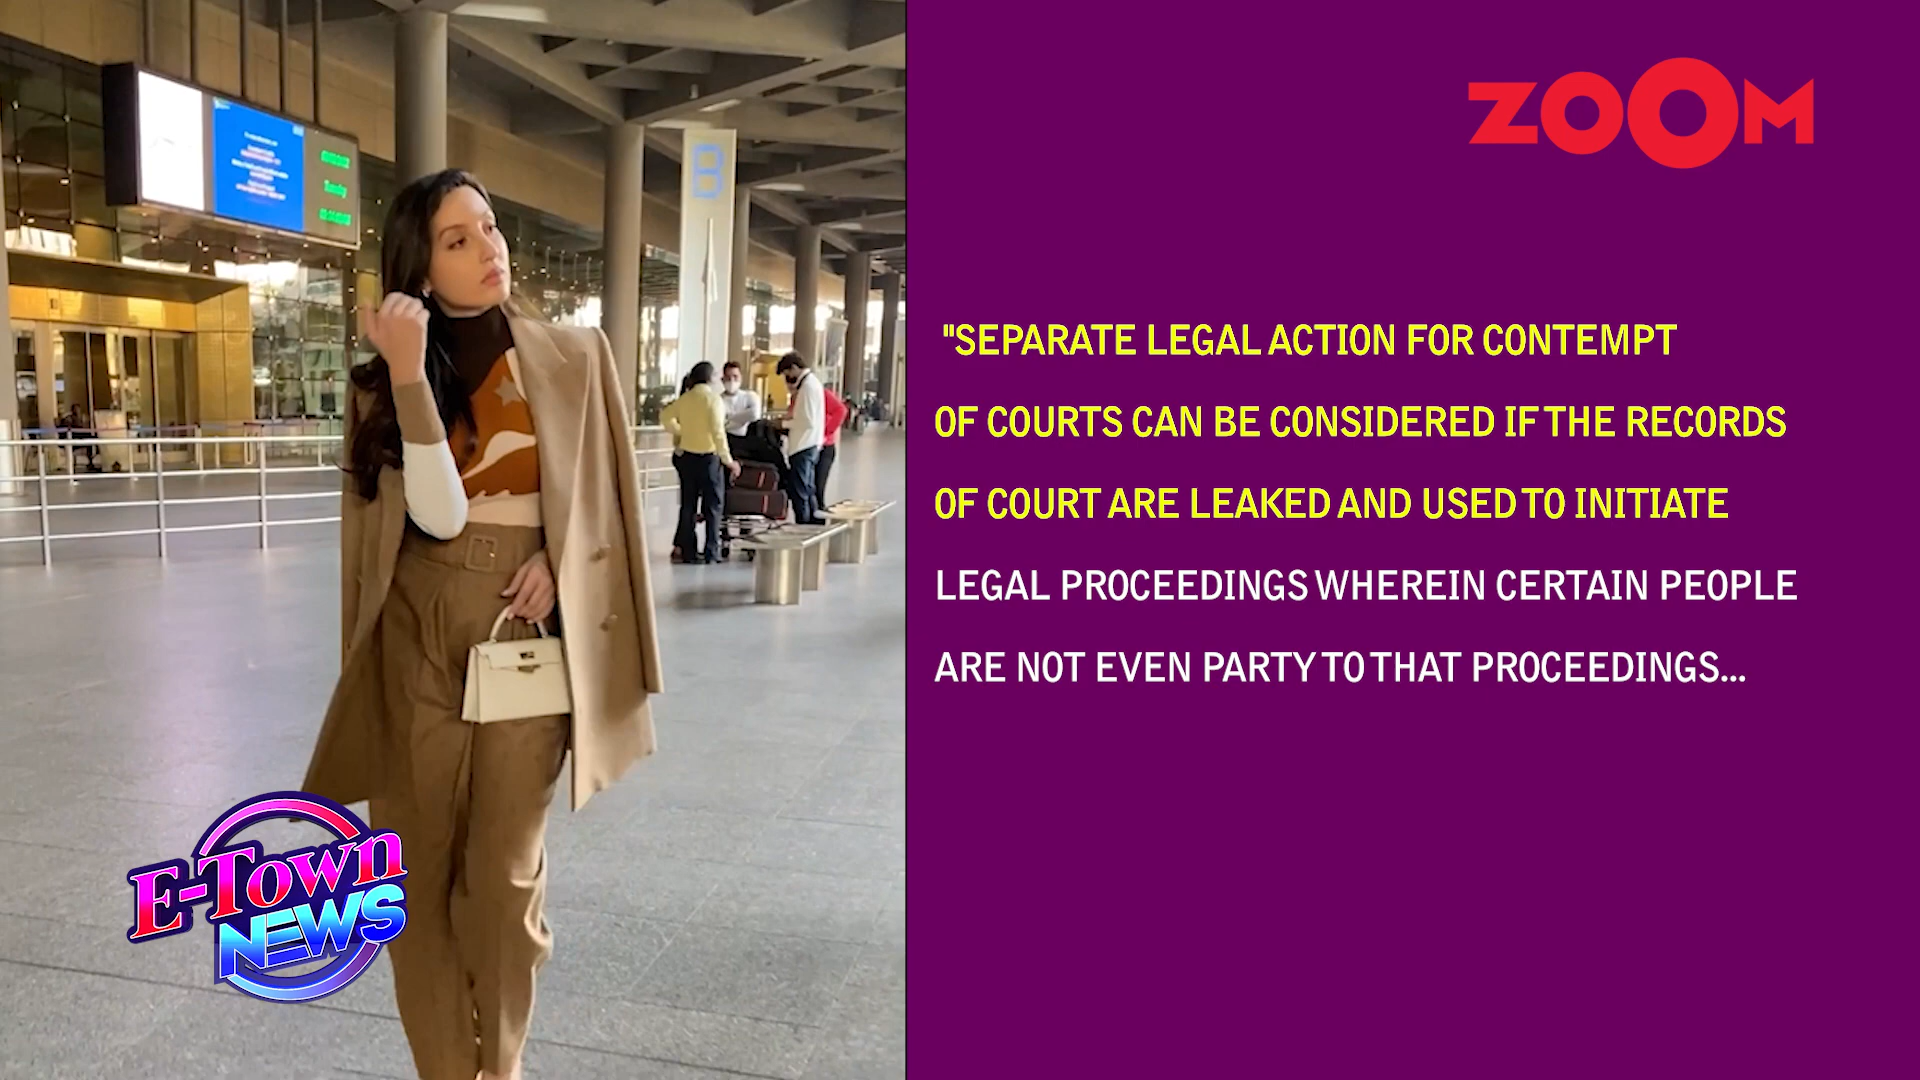 ZOOM
B
"SEPARATE LEGAL ACTION FOR CONTEMPT
OF COURTS CAN BE CONSIDERED IF THE RECORDS
OF COURT ARE LEAKED AND USED TO INITIATE
LEGAL PROCEEDINGS WHEREIN CERTAIN PEOPLE
ARE NOT EVEN PARTY TO THAT PROCEEDINGS...
E-TOWN
NEWS